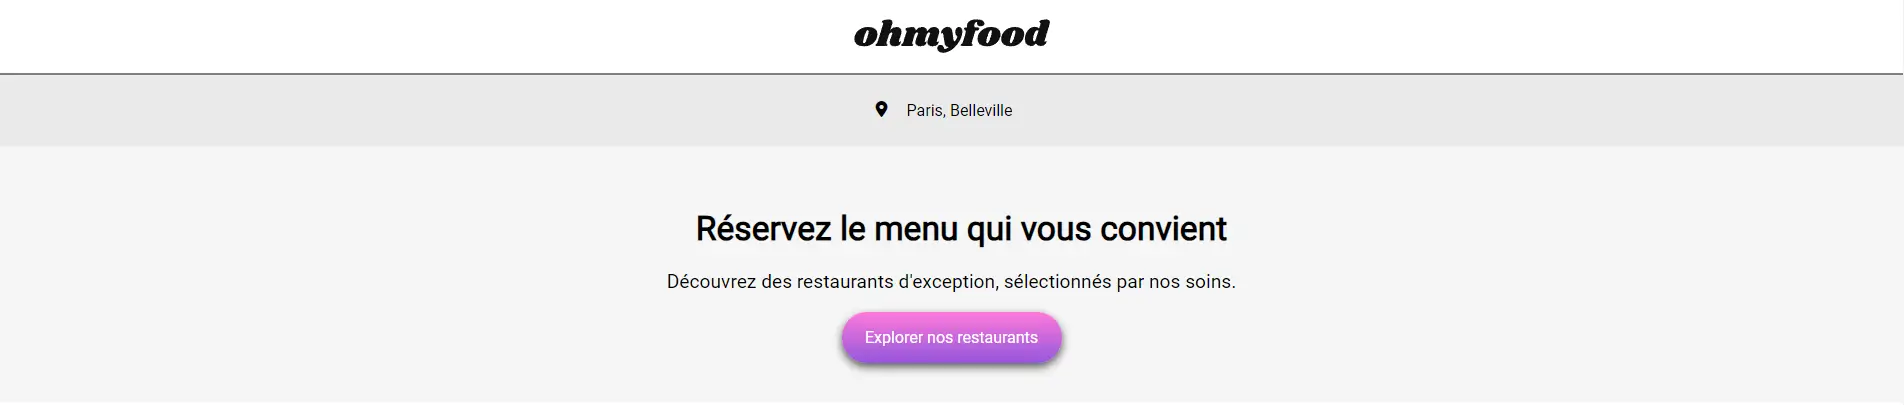 ohmyfood
Paris, Belleville
Réservez le menu qui vous convient
Découvrez des restaurants d'exception, sélectionnés par nos soins.
Explorer nos restaurants